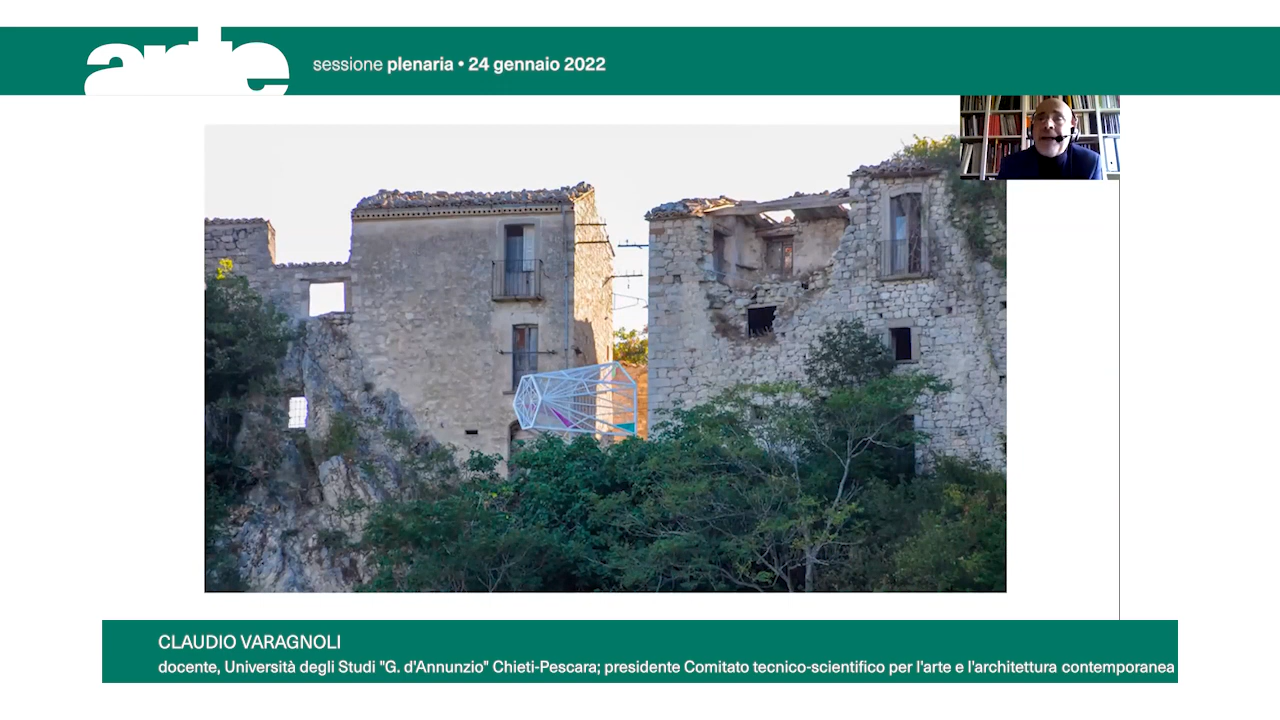 arte
sessione plenaria • 24 gennaio 2022
CLAUDIO VARAGNOLI
docente, Università degli Studi "G. d'Annunzio" Chieti-Pescara; presidente Comitato tecnico-scientifico per l'arte e l'architettura contemporanea